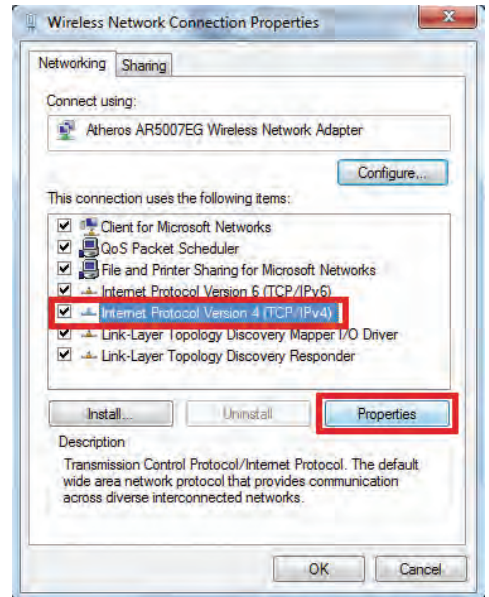 Wireless Network Connection Properties
Networking Sharing
Connect using:
Atheros AR5007EG Wireless Network Adapter
Configure...
This connection uses the following items:
Client for Microsoft Networks
QoS Packet Scheduler
File and Printer Sharing for Microsoft Networks
Internet Protocol Version 6 (TCP/IPv6)
Internet Protocol Version 4 (TCP/IPv4)
Link-Layer Topology Discovery Mapper I/O Driver
Link-Layer Topology Discovery Responder
Install... Uninstall Properties
Description
Transmission Control Protocol/Internet Protocol. The default
wide area network protocol that provides communication
across diverse interconnected networks.
OK Cancel